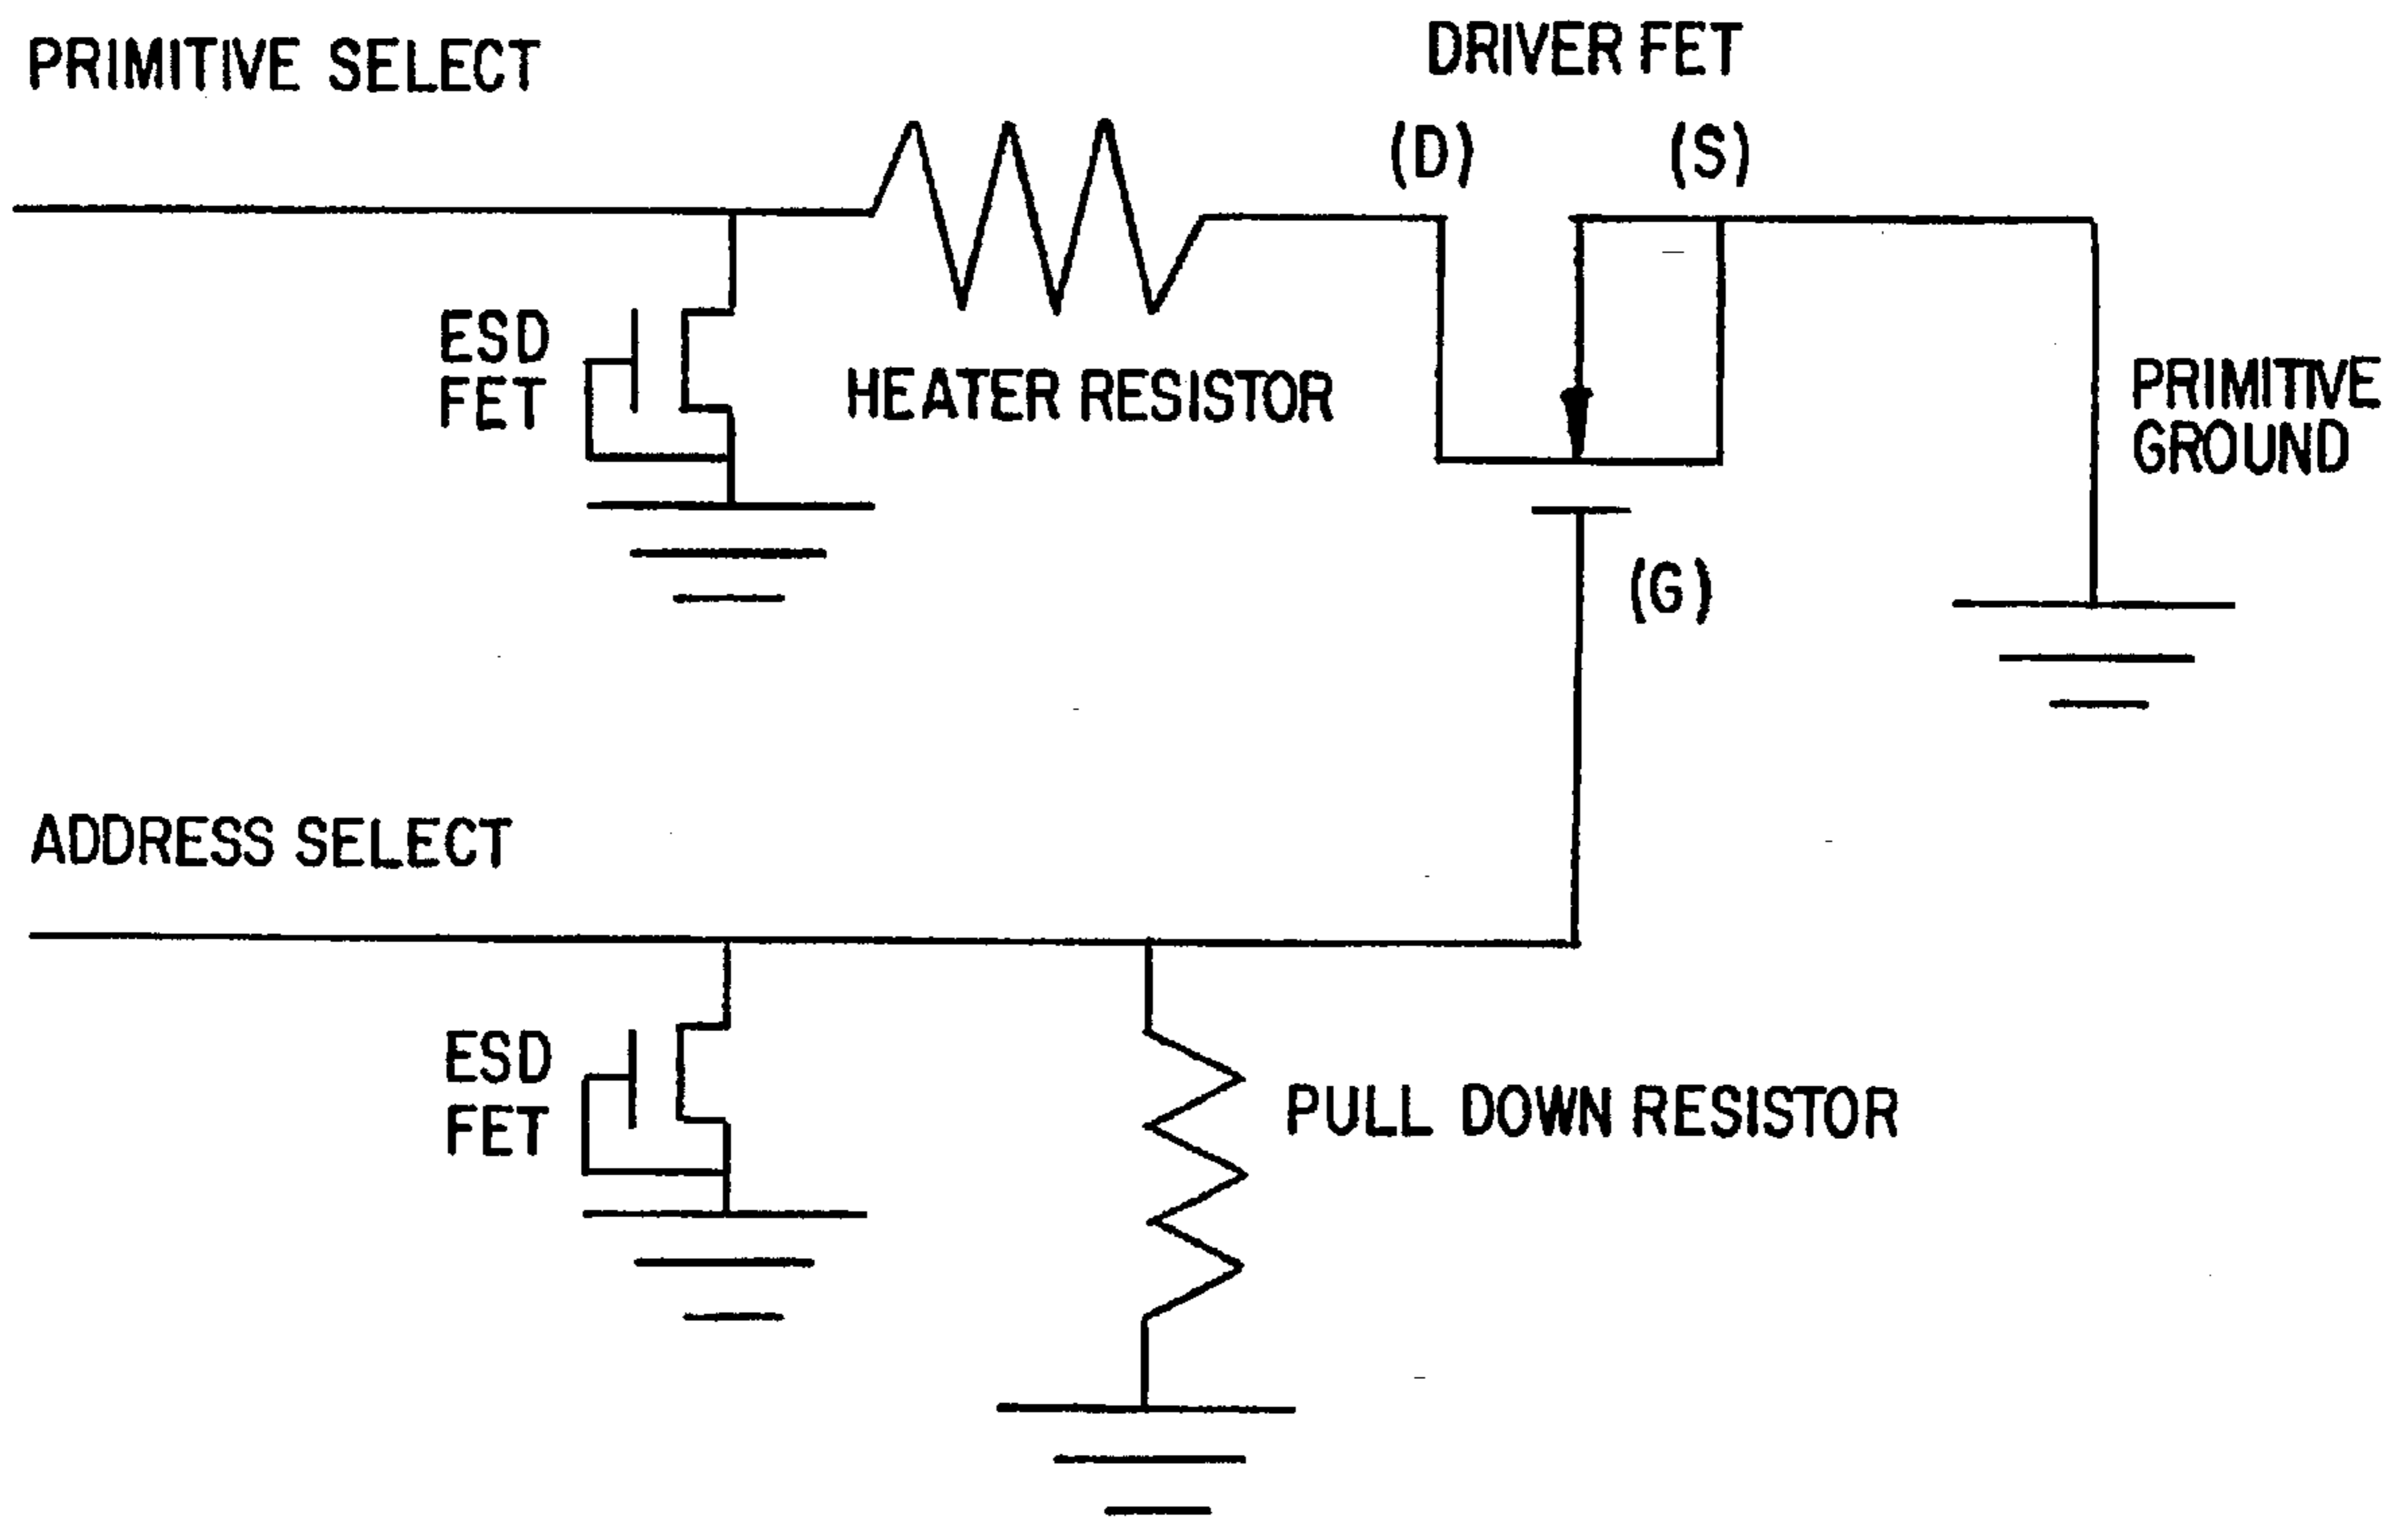 PRIMITIVE SELECT
DRIVER FET
(D)
(S)
ESD
FET
HEATER RESISTOR
PRIMITIVE
GROUND
(G)
ADDRESS SELECT
ESD
FET
PULL DOWN RESISTOR